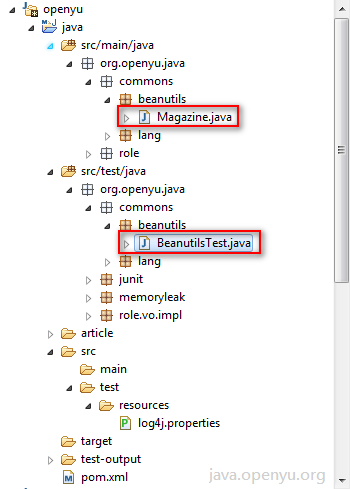 openyu
java
src/main/java
org.openyu.java
commons
beanutils
Magazine.java
lang
role
src/test/java
org.openyu.java
commons
beanutils
BeanutilsTest.java
lang
junit
memoryleak
role.vo.impl
article
src
main
test
resources
log4j.properties
target
test-output
pom.xml
java.openyu.org